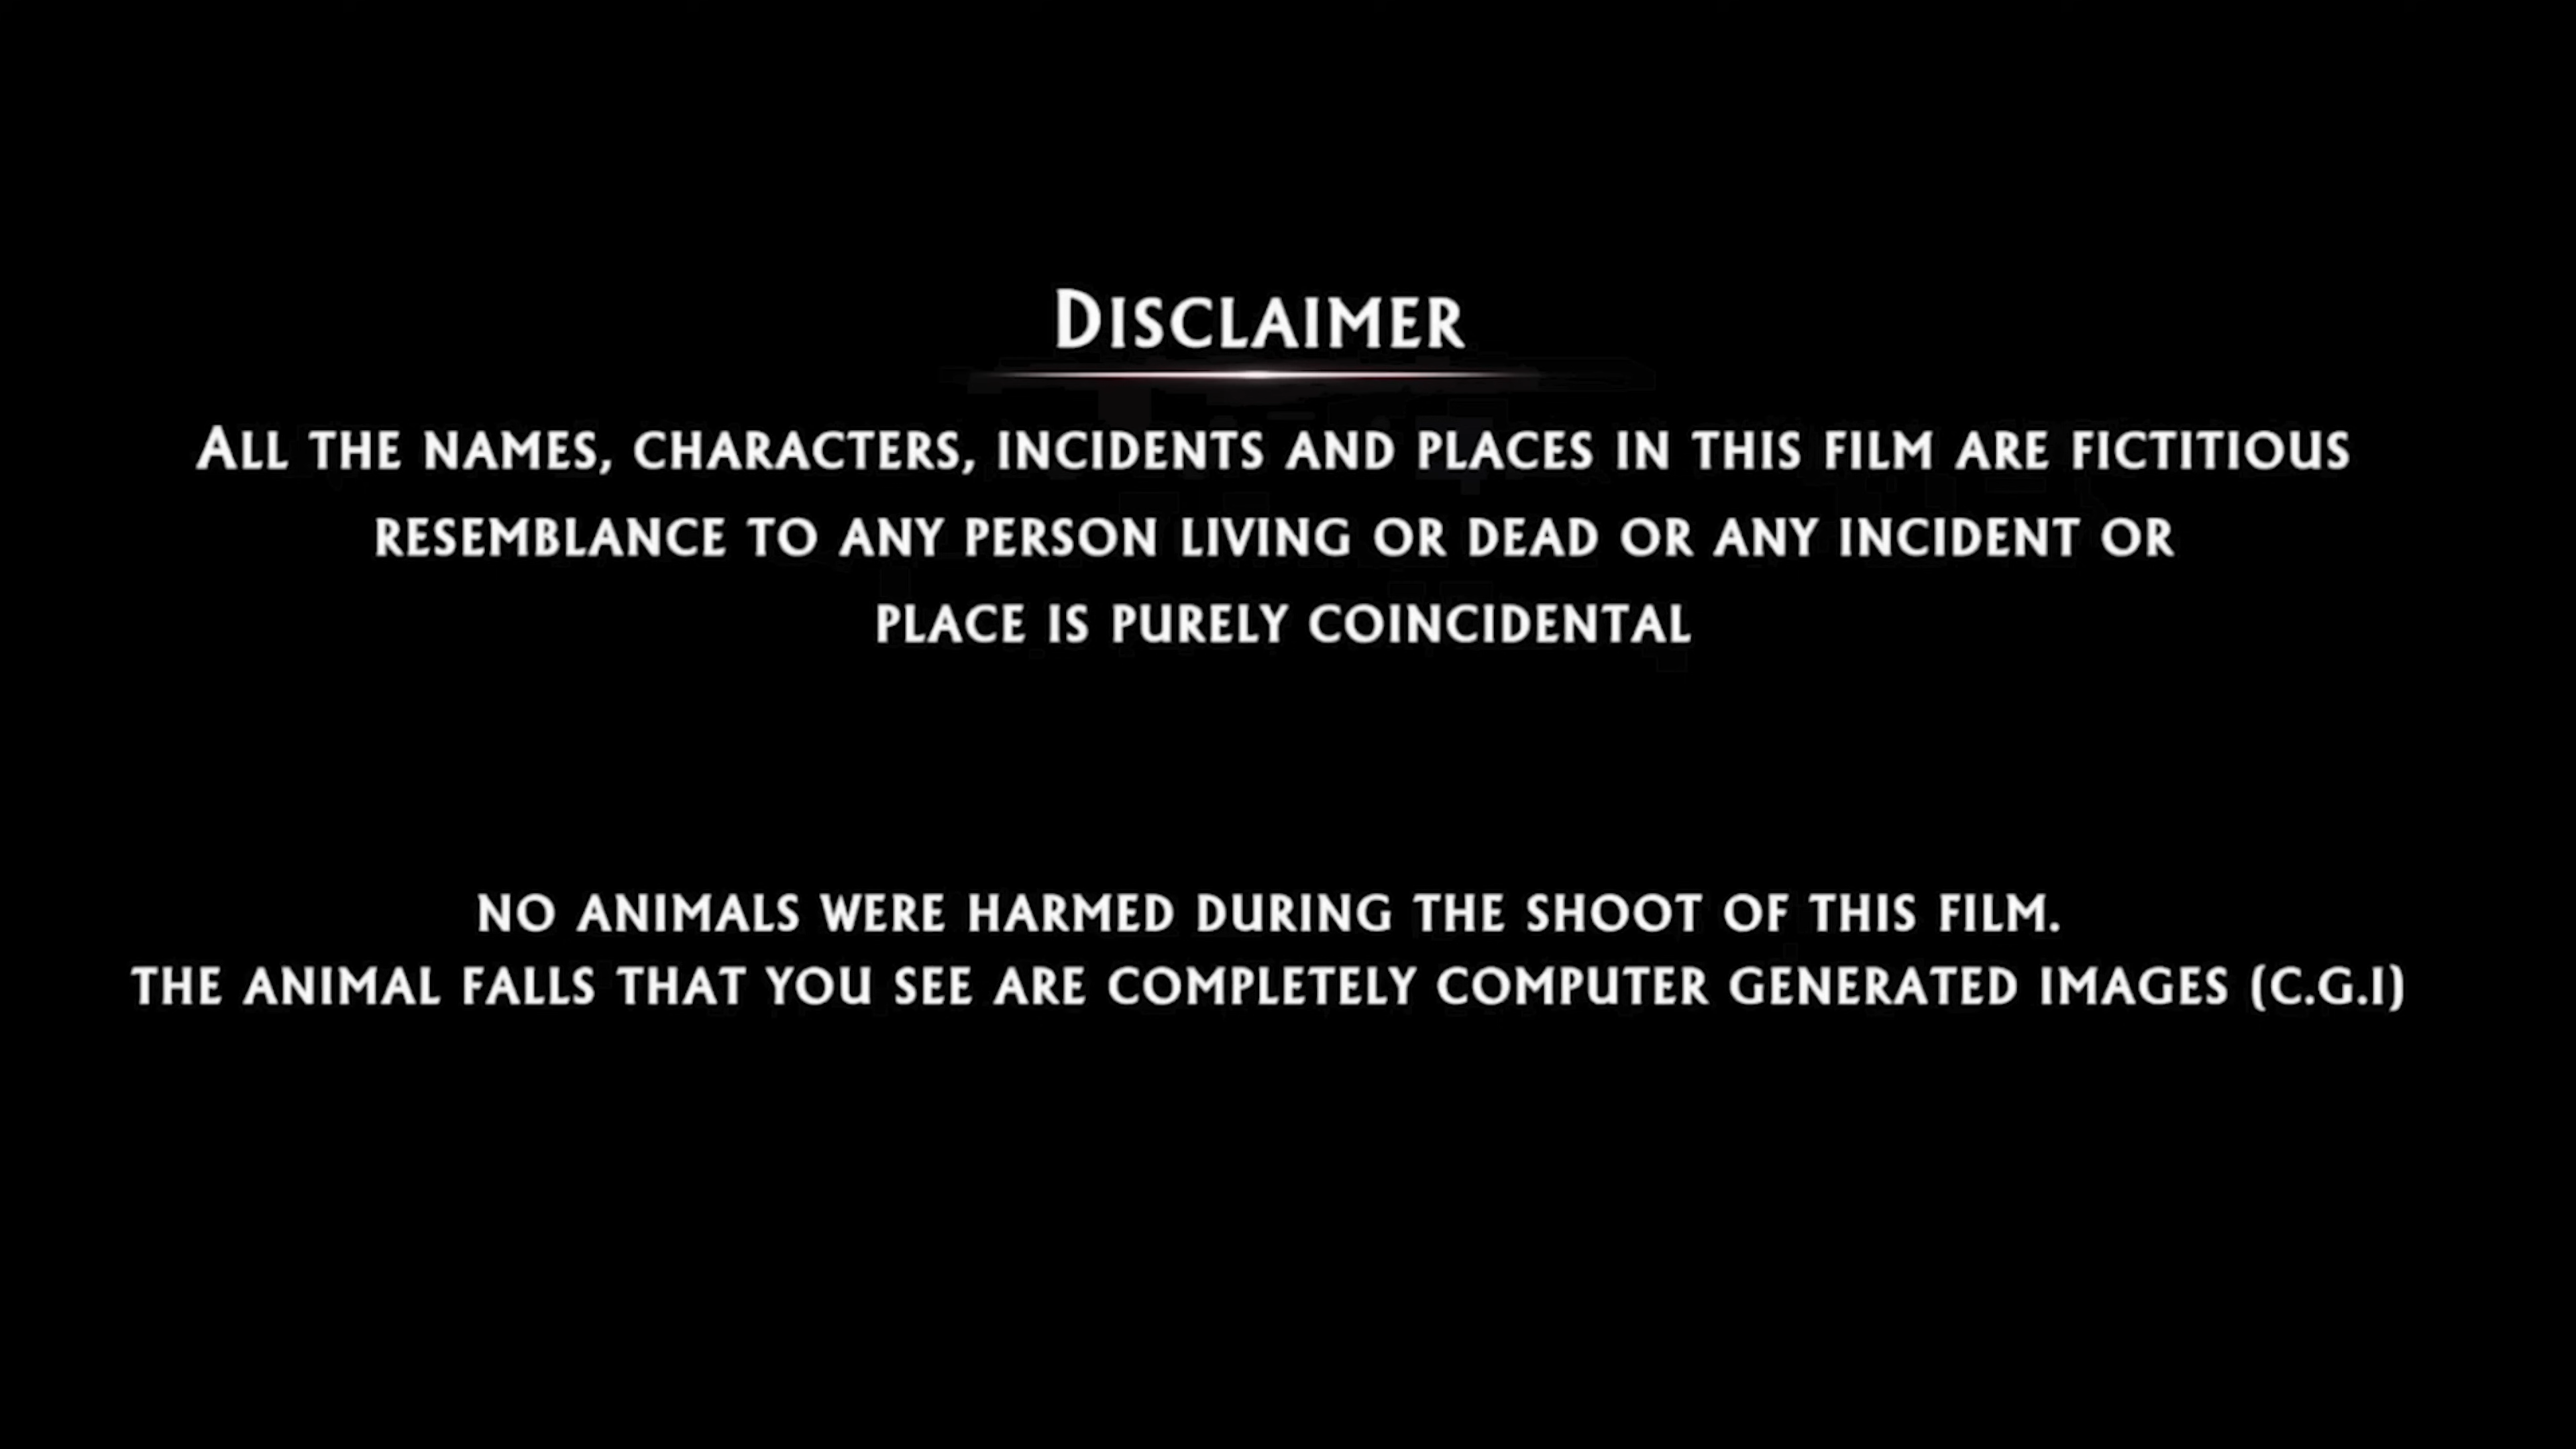 Disclaimer
All the names, characters, incidents and places in this film are fictitious
resemblance to any person living or dead or any incident or
place is purely coincidental
no animals were harmed during the shoot of this film.
the animal falls that you see are completely computer generated images (c.g.i)